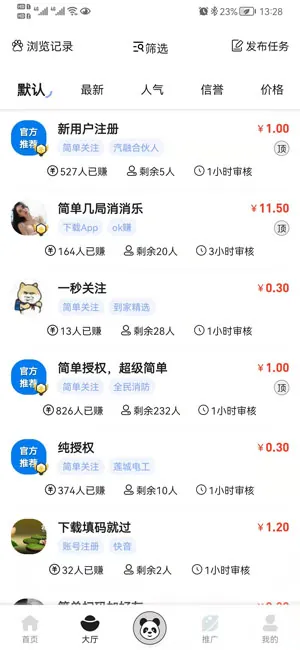 23% 13:28
浏览记录 筛选 发布任务
默认 最新 人气 信誉 价格
官方推荐 新用户注册 ¥1.00
简单关注 汽融合伙人 顶
527人已赚 剩余5人 1小时审核
简单几局消消乐 ¥11.50
下载App ok赚 顶
164人已赚 剩余20人 3小时审核
一秒关注 ¥0.30
简单关注 到家精选
13人已赚 剩余28人 1小时审核
官方推荐 简单授权，超级简单 ¥1.00
简单关注 全民消防 顶
826人已赚 剩余232人 1小时审核
官方推荐 纯授权 ¥0.30
简单关注 莲城电工
374人已赚 剩余10人 1小时审核
下载填码就过 ¥1.20
账号注册 快音
32人已赚 剩余2人 1小时审核
首页 大厅 推广 我的